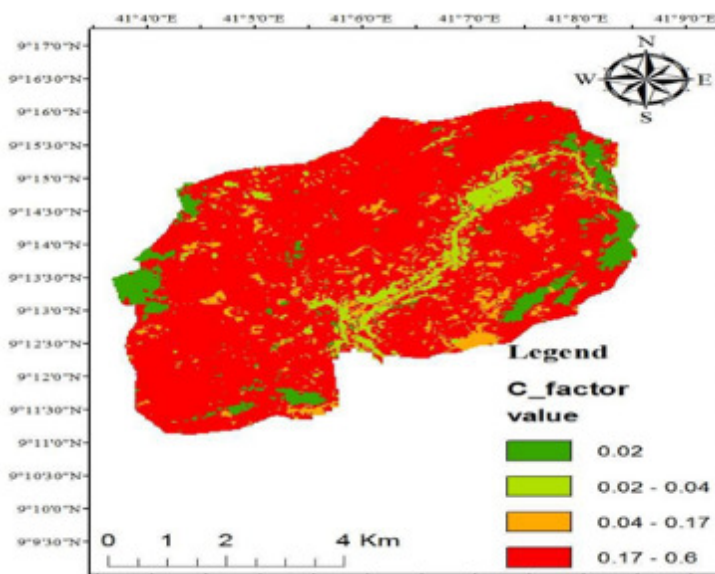 41°4'0"E 41°5'0"E 41°6'0"E 41°7'0"E 41°8'0"E 41°9'0"E
9°17'0"N
9°16'30"N
9°16'0"N
9°15'30"N
9°15'0"N
9°14'30"N
9°14'0"N
9°13'30"N
9°13'0"N
9°12'30"N
9°12'0"N
9°11'30"N
9°11'0"N
9°10'30"N
9°10'0"N
9°9'30"N
N
W E
S
Legend
C_factor
value
0.02
0.02 - 0.04
0.04 - 0.17
0.17 - 0.6
0 1 2 4 Km